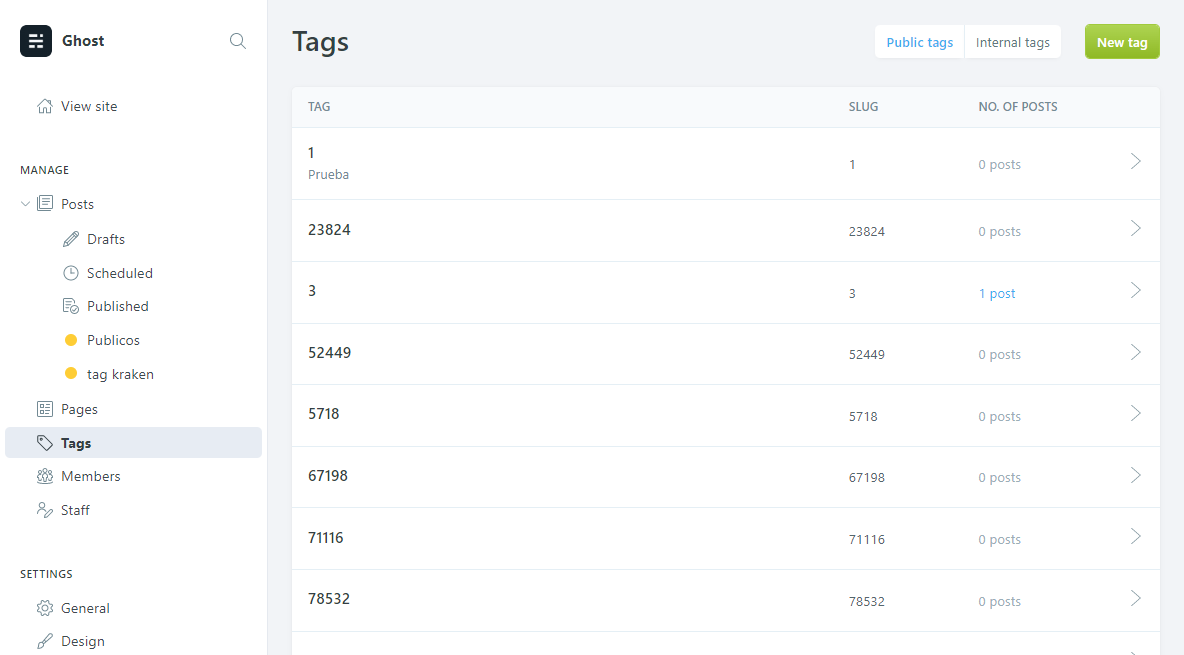 Ghost
View site
MANAGE
Posts
Drafts
Scheduled
Published
Publicos
tag kraken
Pages
Tags
Members
Staff
SETTINGS
General
Design
Tags
Public tags Internal tags New tag
TAG SLUG NO. OF POSTS
1 1 0 posts
Prueba
23824 23824 0 posts
3 3 1 post
52449 52449 0 posts
5718 5718 0 posts
67198 67198 0 posts
71116 71116 0 posts
78532 78532 0 posts